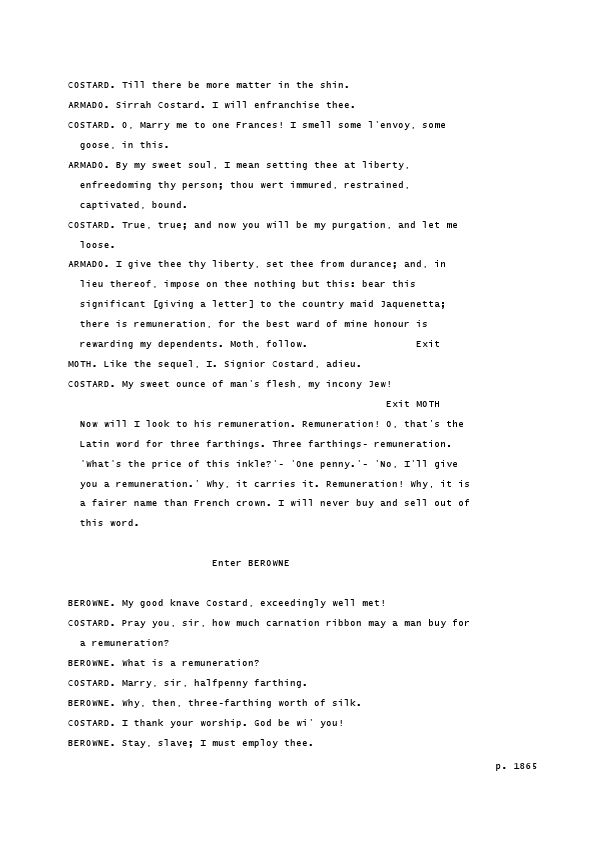 COSTARD. Till there be more matter in the shin.
ARMADO. Sirrah Costard. I will enfranchise thee.
COSTARD. O, Marry me to one Frances! I smell some l'envoy, some
goose, in this.
ARMADO. By my sweet soul, I mean setting thee at liberty,
enfreedoming thy person; thou wert immured, restrained,
captivated, bound.
COSTARD. True, true; and now you will be my purgation, and let me
loose.
ARMADO. I give thee thy liberty, set thee from durance; and, in
lieu thereof, impose on thee nothing but this: bear this
significant [giving a letter] to the country maid Jaquenetta;
there is remuneration, for the best ward of mine honour is
rewarding my dependents. Moth, follow. Exit
MOTH. Like the sequel, I. Signior Costard, adieu.
COSTARD. My sweet ounce of man's flesh, my incony Jew!
Exit MOTH
Now will I look to his remuneration. Remuneration! O, that's the
Latin word for three farthings. Three farthings- remuneration.
'What's the price of this inkle?'- 'One penny.'- 'No, I'll give
you a remuneration.' Why, it carries it. Remuneration! Why, it is
a fairer name than French crown. I will never buy and sell out of
this word.
Enter BEROWNE
BEROWNE. My good knave Costard, exceedingly well met!
COSTARD. Pray you, sir, how much carnation ribbon may a man buy for
a remuneration?
BEROWNE. What is a remuneration?
COSTARD. Marry, sir, halfpenny farthing.
BEROWNE. Why, then, three-farthing worth of silk.
COSTARD. I thank your worship. God be wi' you!
BEROWNE. Stay, slave; I must employ thee.
p. 1865